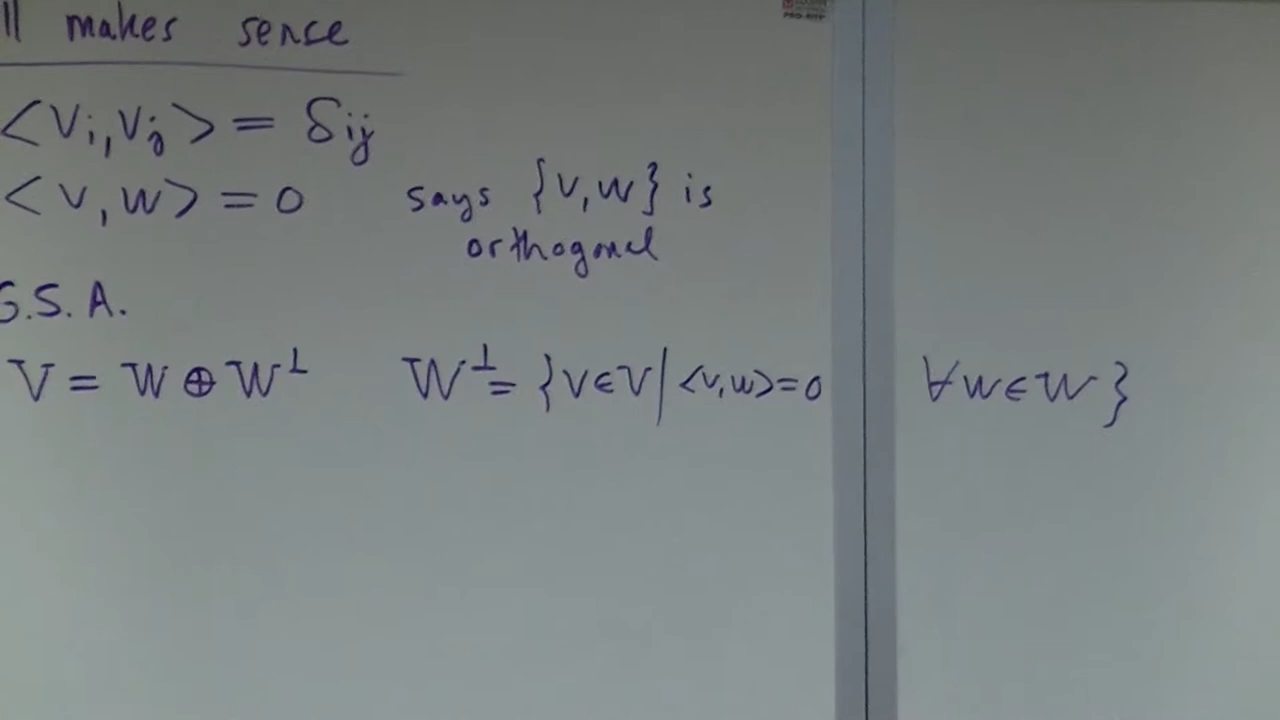 ll makes sence
<Vi, Vj> = δij
<v, w> = 0 says {v, w} is
orthogonal
G.S.A.
V = W ⊕ W⊥ W⊥ = {v ∈ V | <v, w> = 0 ∀ w ∈ W}